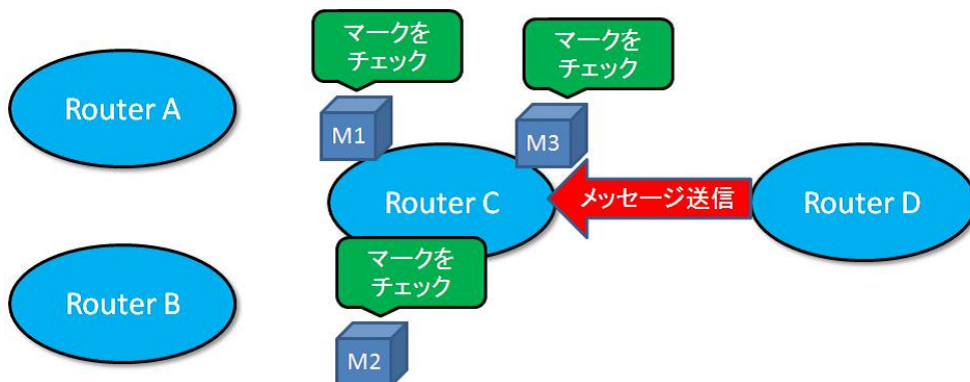 マークを
チェック
マークを
チェック
Router A
M1
M3
Router C
メッセージ送信
Router D
マークを
チェック
Router B
M2